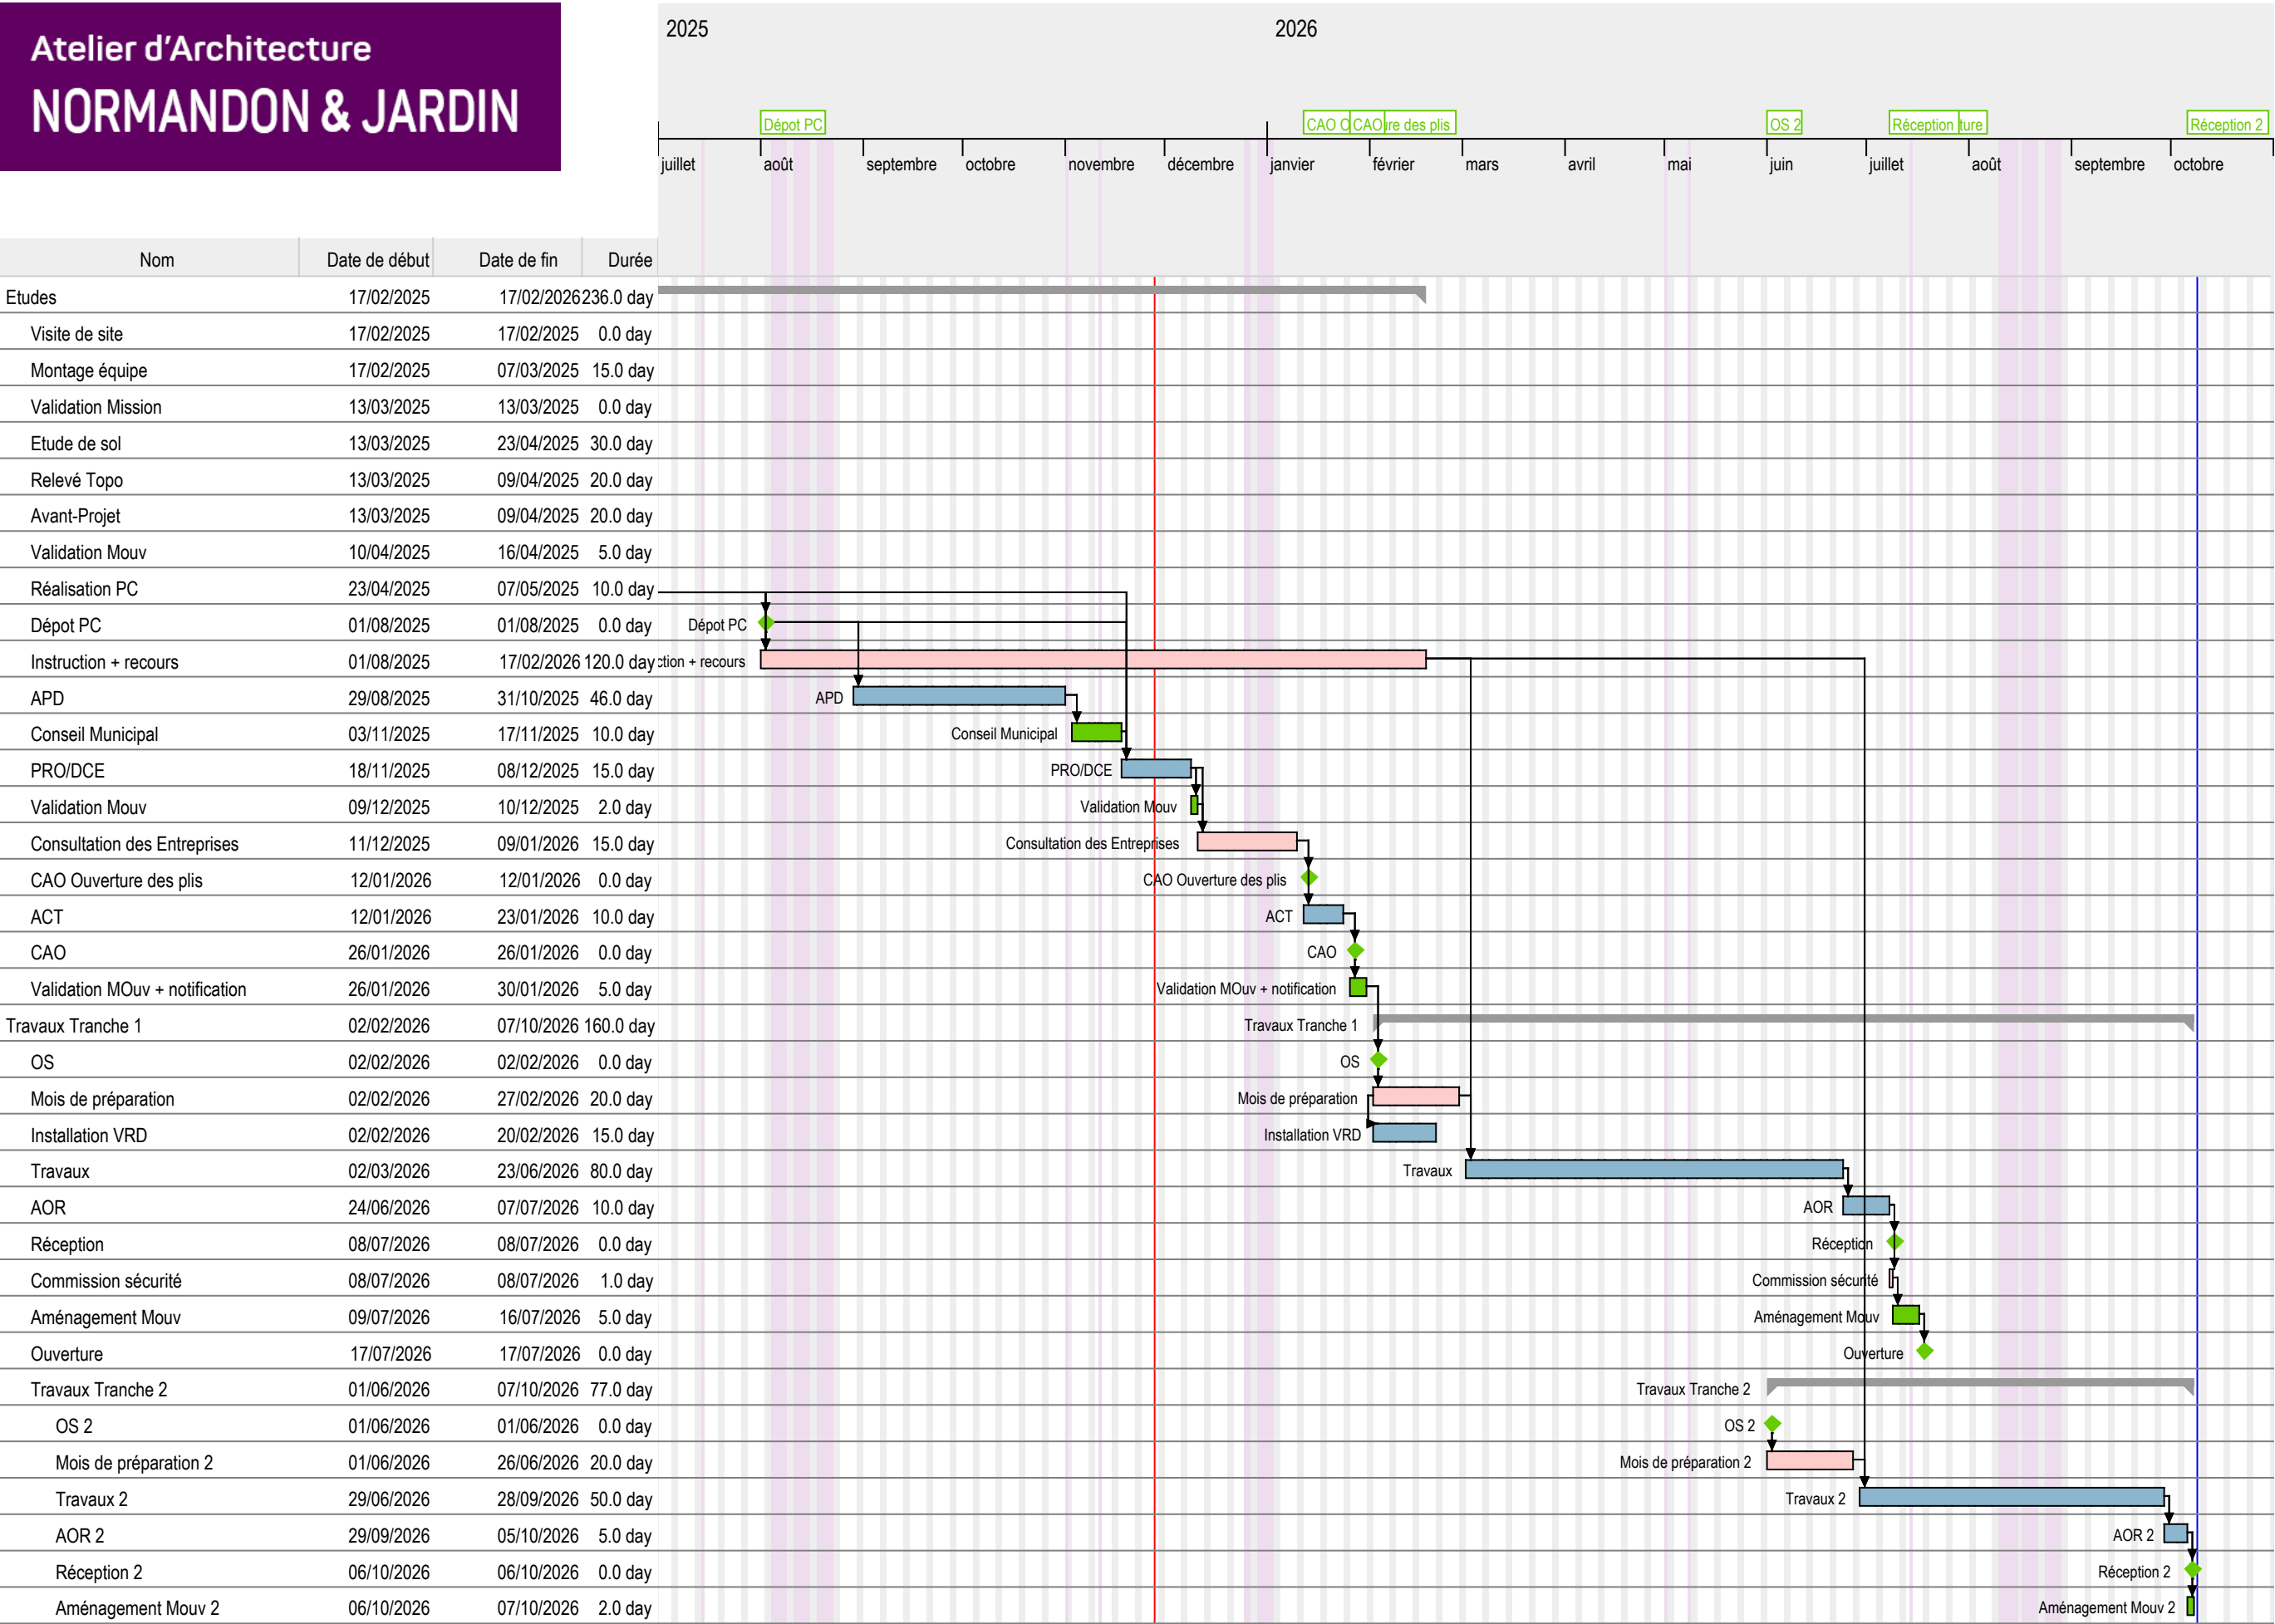 Atelier d'Architecture
NORMANDON & JARDIN
2025 2026
Dépot PC CAO O CAO re des plis OS 2 Réception ture Réception 2
juillet août septembre octobre novembre décembre janvier février mars avril mai juin juillet août septembre octobre
Nom Date de début Date de fin Durée
Etudes 17/02/2025 17/02/2026 236.0 day
Visite de site 17/02/2025 17/02/2025 0.0 day
Montage équipe 17/02/2025 07/03/2025 15.0 day
Validation Mission 13/03/2025 13/03/2025 0.0 day
Etude de sol 13/03/2025 23/04/2025 30.0 day
Relevé Topo 13/03/2025 09/04/2025 20.0 day
Avant-Projet 13/03/2025 09/04/2025 20.0 day
Validation Mouv 10/04/2025 16/04/2025 5.0 day
Réalisation PC 23/04/2025 07/05/2025 10.0 day
Dépot PC 01/08/2025 01/08/2025 0.0 day Dépot PC
Instruction + recours 01/08/2025 17/02/2026 120.0 day ction + recours
APD 29/08/2025 31/10/2025 46.0 day APD
Conseil Municipal 03/11/2025 17/11/2025 10.0 day Conseil Municipal
PRO/DCE 18/11/2025 08/12/2025 15.0 day PRO/DCE
Validation Mouv 09/12/2025 10/12/2025 2.0 day Validation Mouv
Consultation des Entreprises 11/12/2025 09/01/2026 15.0 day Consultation des Entreprises
CAO Ouverture des plis 12/01/2026 12/01/2026 0.0 day CAO Ouverture des plis
ACT 12/01/2026 23/01/2026 10.0 day ACT
CAO 26/01/2026 26/01/2026 0.0 day CAO
Validation MOuv + notification 26/01/2026 30/01/2026 5.0 day Validation MOuv + notification
Travaux Tranche 1 02/02/2026 07/10/2026 160.0 day Travaux Tranche 1
OS 02/02/2026 02/02/2026 0.0 day OS
Mois de préparation 02/02/2026 27/02/2026 20.0 day Mois de préparation
Installation VRD 02/02/2026 20/02/2026 15.0 day Installation VRD
Travaux 02/03/2026 23/06/2026 80.0 day Travaux
AOR 24/06/2026 07/07/2026 10.0 day AOR
Réception 08/07/2026 08/07/2026 0.0 day Réception
Commission sécurité 08/07/2026 08/07/2026 1.0 day Commission sécurité
Aménagement Mouv 09/07/2026 16/07/2026 5.0 day Aménagement Mouv
Ouverture 17/07/2026 17/07/2026 0.0 day Ouverture
Travaux Tranche 2 01/06/2026 07/10/2026 77.0 day Travaux Tranche 2
OS 2 01/06/2026 01/06/2026 0.0 day OS 2
Mois de préparation 2 01/06/2026 26/06/2026 20.0 day Mois de préparation 2
Travaux 2 29/06/2026 28/09/2026 50.0 day Travaux 2
AOR 2 29/09/2026 05/10/2026 5.0 day AOR 2
Réception 2 06/10/2026 06/10/2026 0.0 day Réception 2
Aménagement Mouv 2 06/10/2026 07/10/2026 2.0 day Aménagement Mouv 2